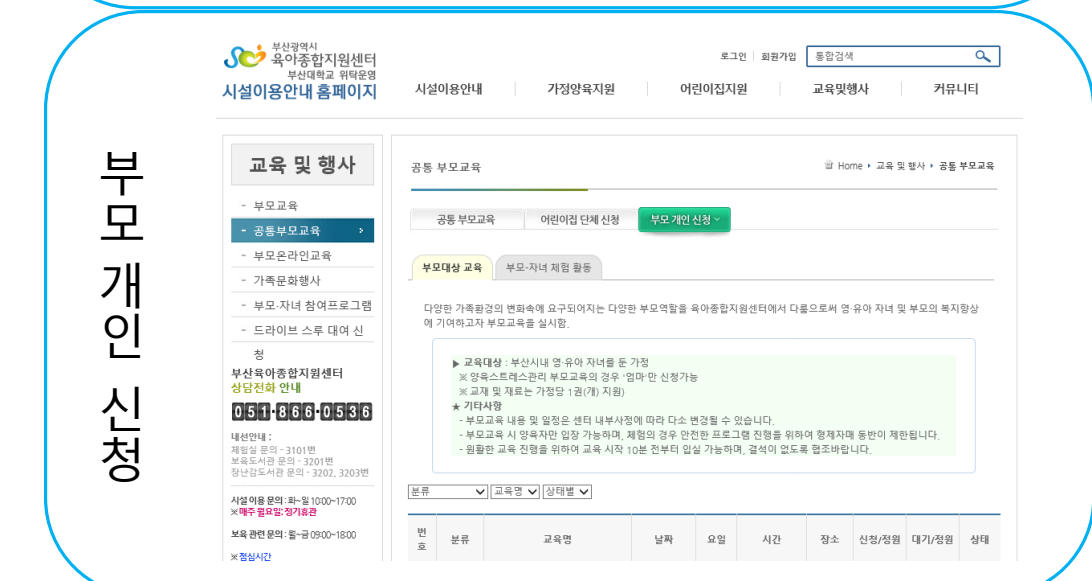 부모 개인 신청
부산광역시
육아종합지원센터
부산대학교 위탁운영
시설이용안내 홈페이지
로그인 회원가입 통합검색
시설이용안내 가정양육지원 어린이집지원 교육및행사 커뮤니티
교육 및 행사
- 부모교육
- 공통부모교육
- 부모온라인교육
- 가족문화행사
- 부모·자녀 참여프로그램
- 드라이브 스루 대여 신
청
부산육아종합지원센터
상담전화 안내
051·866·0536
내선안내 :
체험실 문의 - 3101번
보육도서관 문의 - 3201번
장난감도서관 문의 - 3202, 3203번
시설 이용 문의 : 화~일 10:00~17:00
※매주 월요일: 정기휴관
보육 관련 문의 : 월~금 09:00~18:00
※점심시간
공통 부모교육
Home 교육 및 행사 공통 부모교육
공통 부모교육 어린이집 단체 신청 부모 개인 신청
부모대상 교육 부모-자녀 체험 활동
다양한 가족환경의 변화속에 요구되어지는 다양한 부모역할을 육아종합지원센터에서 다룸으로써 영·유아 자녀 및 부모의 복지향상
에 기여하고자 부모교육을 실시함.
▶ 교육대상 : 부산시내 영·유아 자녀를 둔 가정
※ 양육스트레스관리 부모교육의 경우 '엄마'만 신청가능
※ 교재 및 재료는 가정당 1권(개) 지원)
★ 기타사항
- 부모교육 내용 및 일정은 센터 내부사정에 따라 다소 변경될 수 있습니다.
- 부모교육 시 양육자만 입장 가능하며, 체험의 경우 안전한 프로그램 진행을 위하여 형제자매 동반이 제한됩니다.
- 원활한 교육 진행을 위하여 교육 시작 10분 전부터 입실 가능하며, 결석이 없도록 협조바랍니다.
분류 교육명 상태별
번호 분류 교육명 날짜 요일 시간 장소 신청/정원 대기/정원 상태